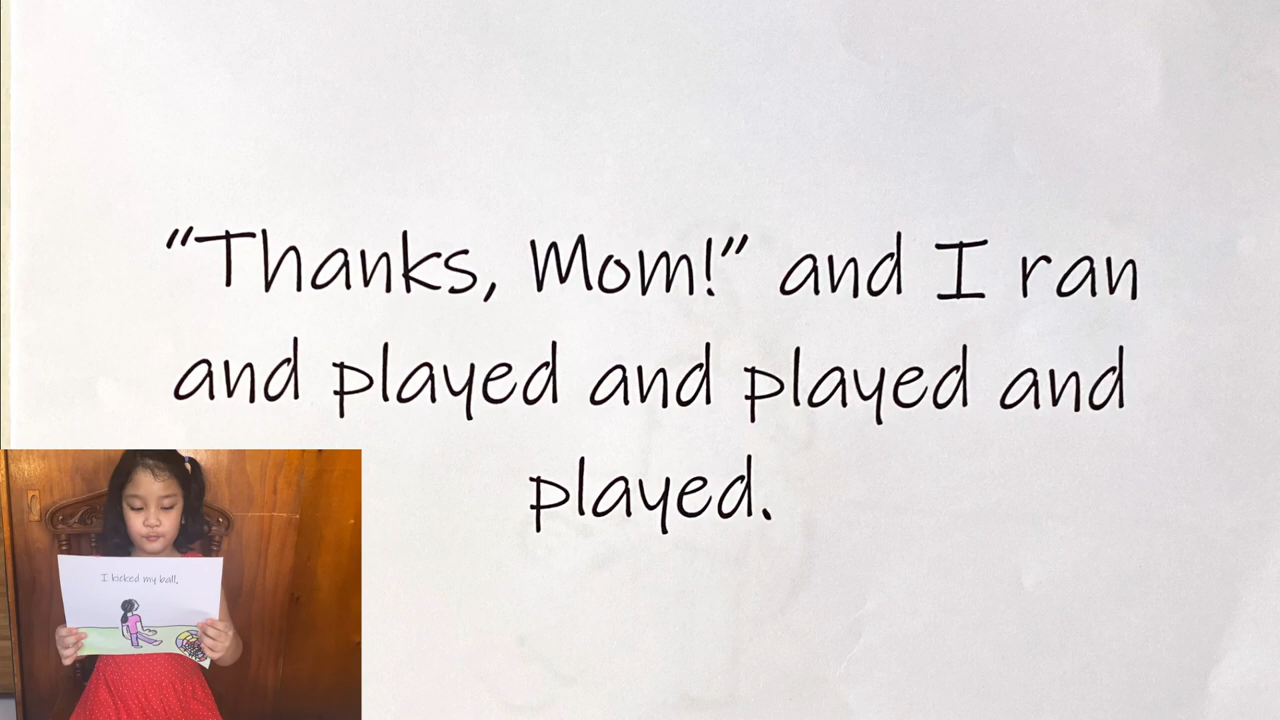 “Thanks, Mom!” and I ran
and played and played and
played.
I kicked my ball.